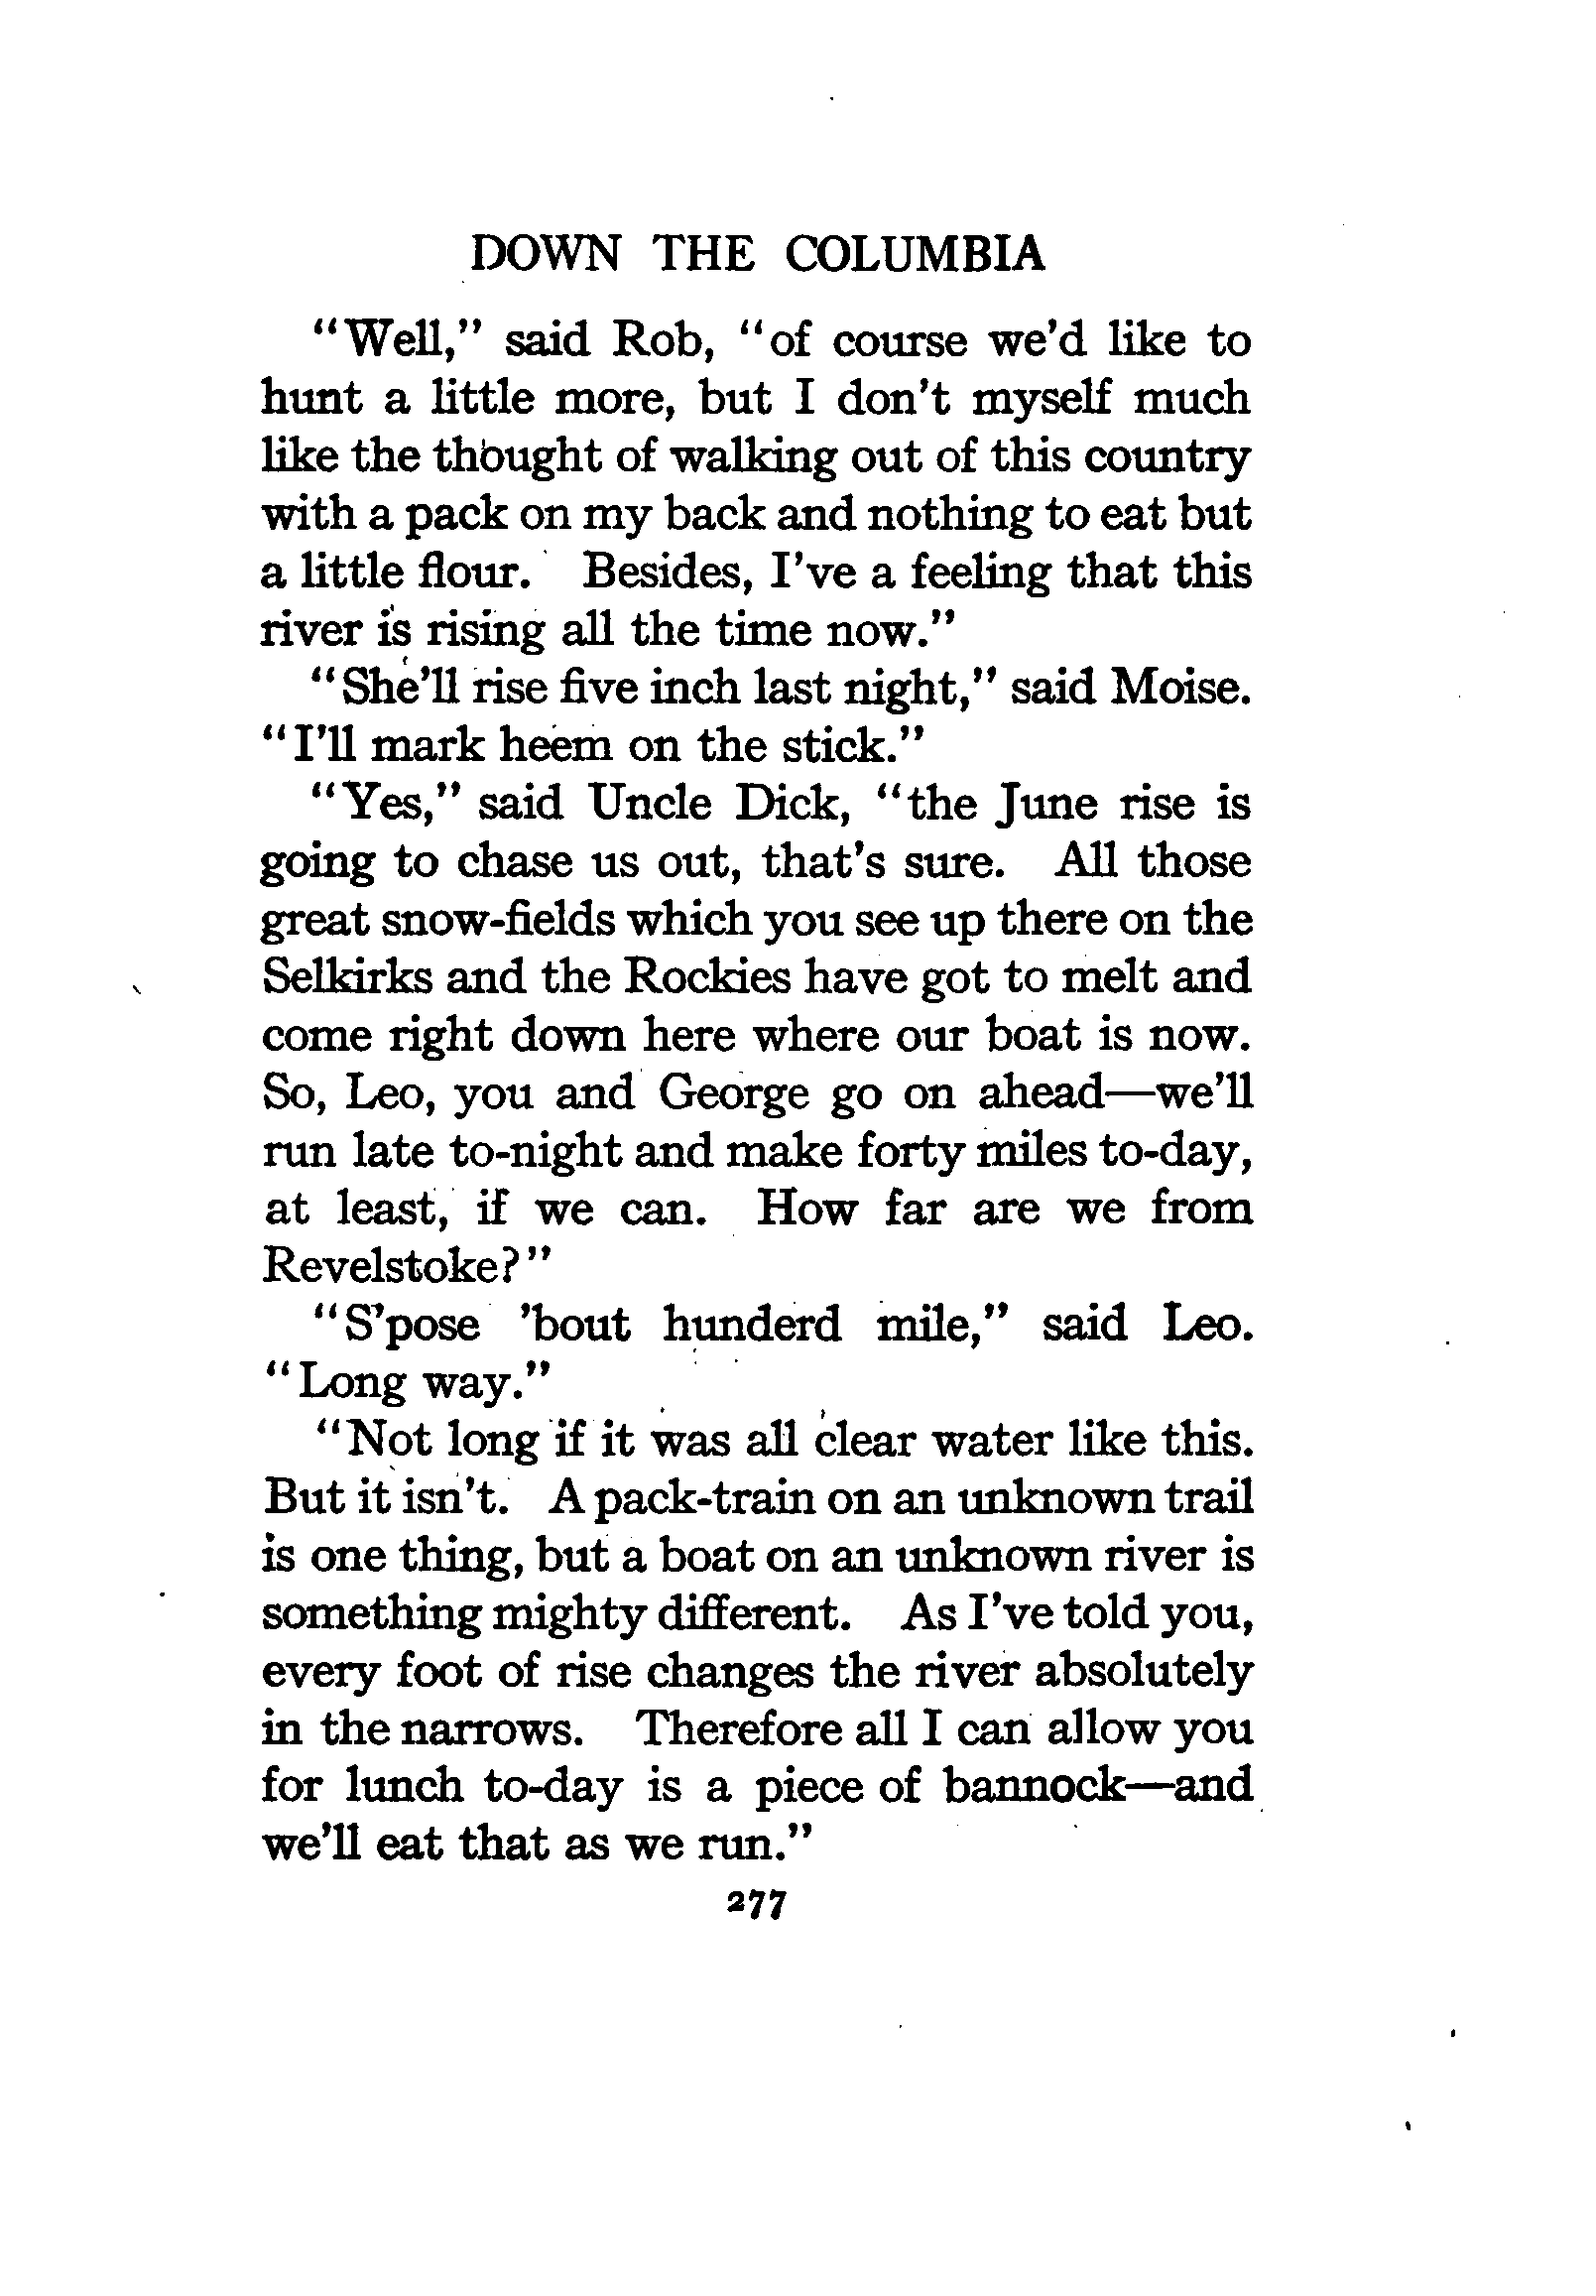 DOWN THE COLUMBIA
"Well," said Rob, "of course we'd like to
hunt a little more, but I don't myself much
like the thought of walking out of this country
with a pack on my back and nothing to eat but
a little flour. Besides, I've a feeling that this
river is rising all the time now."
"She'll rise five inch last night," said Moise.
"I'll mark heem on the stick."
"Yes," said Uncle Dick, "the June rise is
going to chase us out, that's sure. All those
great snow-fields which you see up there on the
Selkirks and the Rockies have got to melt and
come right down here where our boat is now.
So, Leo, you and George go on ahead—we'll
run late to-night and make forty miles to-day,
at least, if we can. How far are we from
Revelstoke?"
"S'pose 'bout hunderd mile," said Leo.
"Long way."
"Not long if it was all clear water like this.
But it isn't. A pack-train on an unknown trail
is one thing, but a boat on an unknown river is
something mighty different. As I've told you,
every foot of rise changes the river absolutely
in the narrows. Therefore all I can allow you
for lunch to-day is a piece of bannock—and
we'll eat that as we run."
277